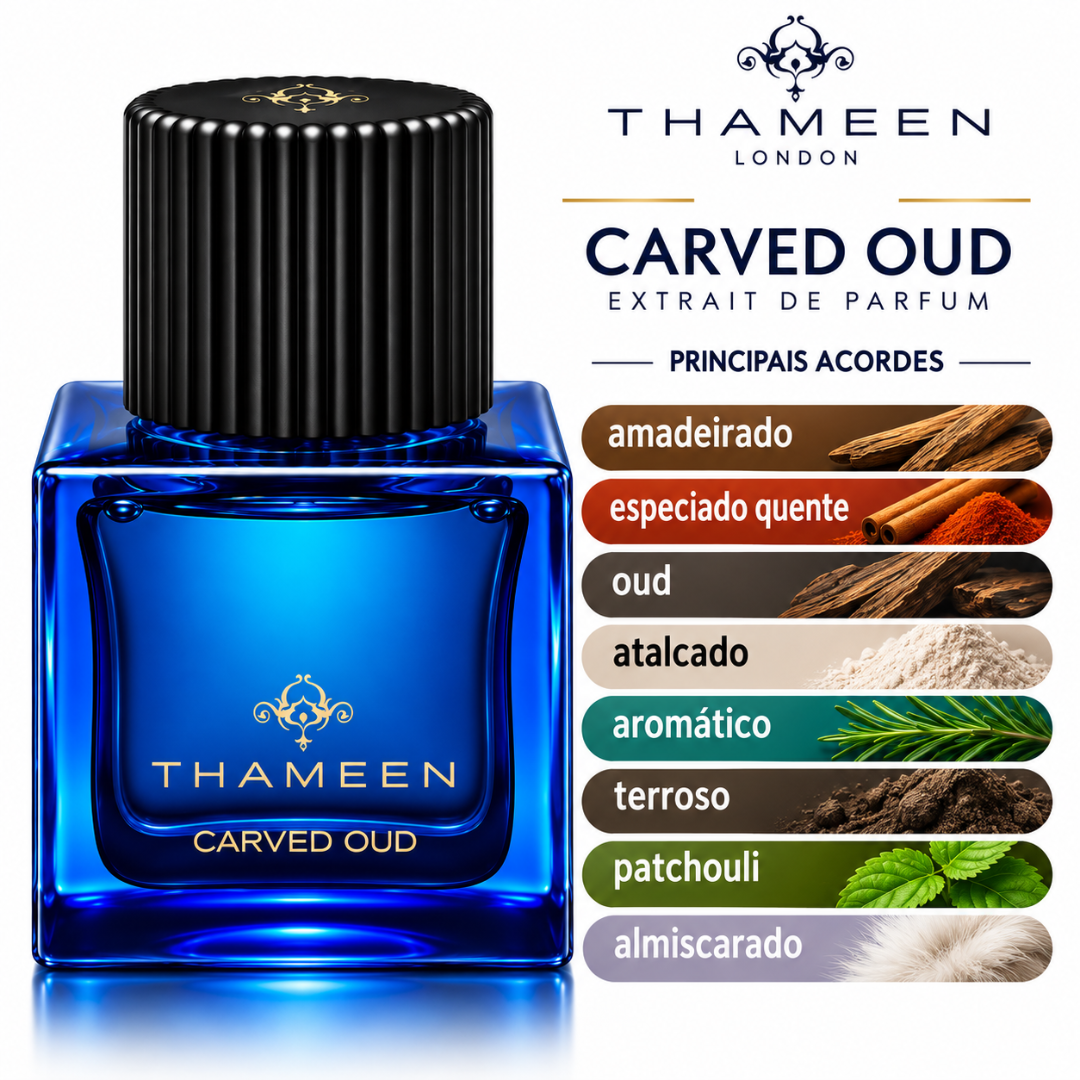 THAMEEN
LONDON
CARVED OUD
EXTRAIT DE PARFUM
PRINCIPAIS ACORDES
amadeirado
especiado quente
oud
atalcado
aromático
terroso
patchouli
almiscarado
THAMEEN
CARVED OUD